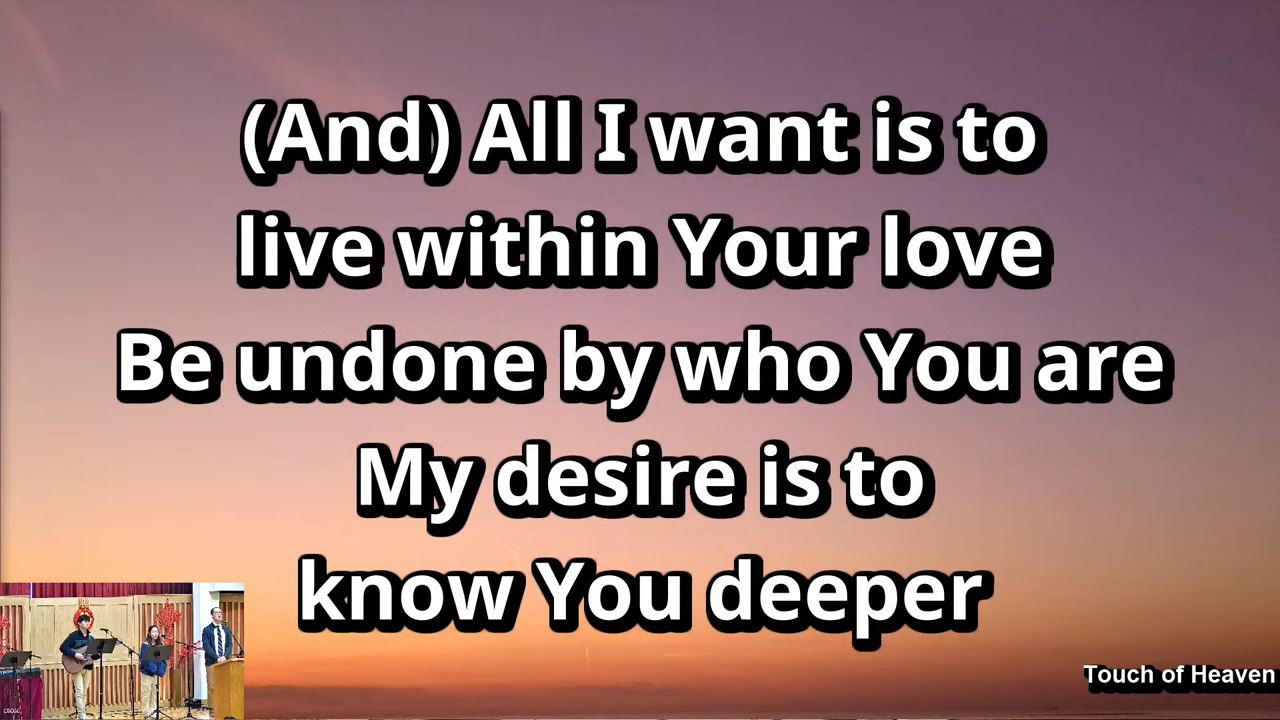 (And) All I want is to
live within Your love
Be undone by who You are
My desire is to
know You deeper
Touch of Heaven